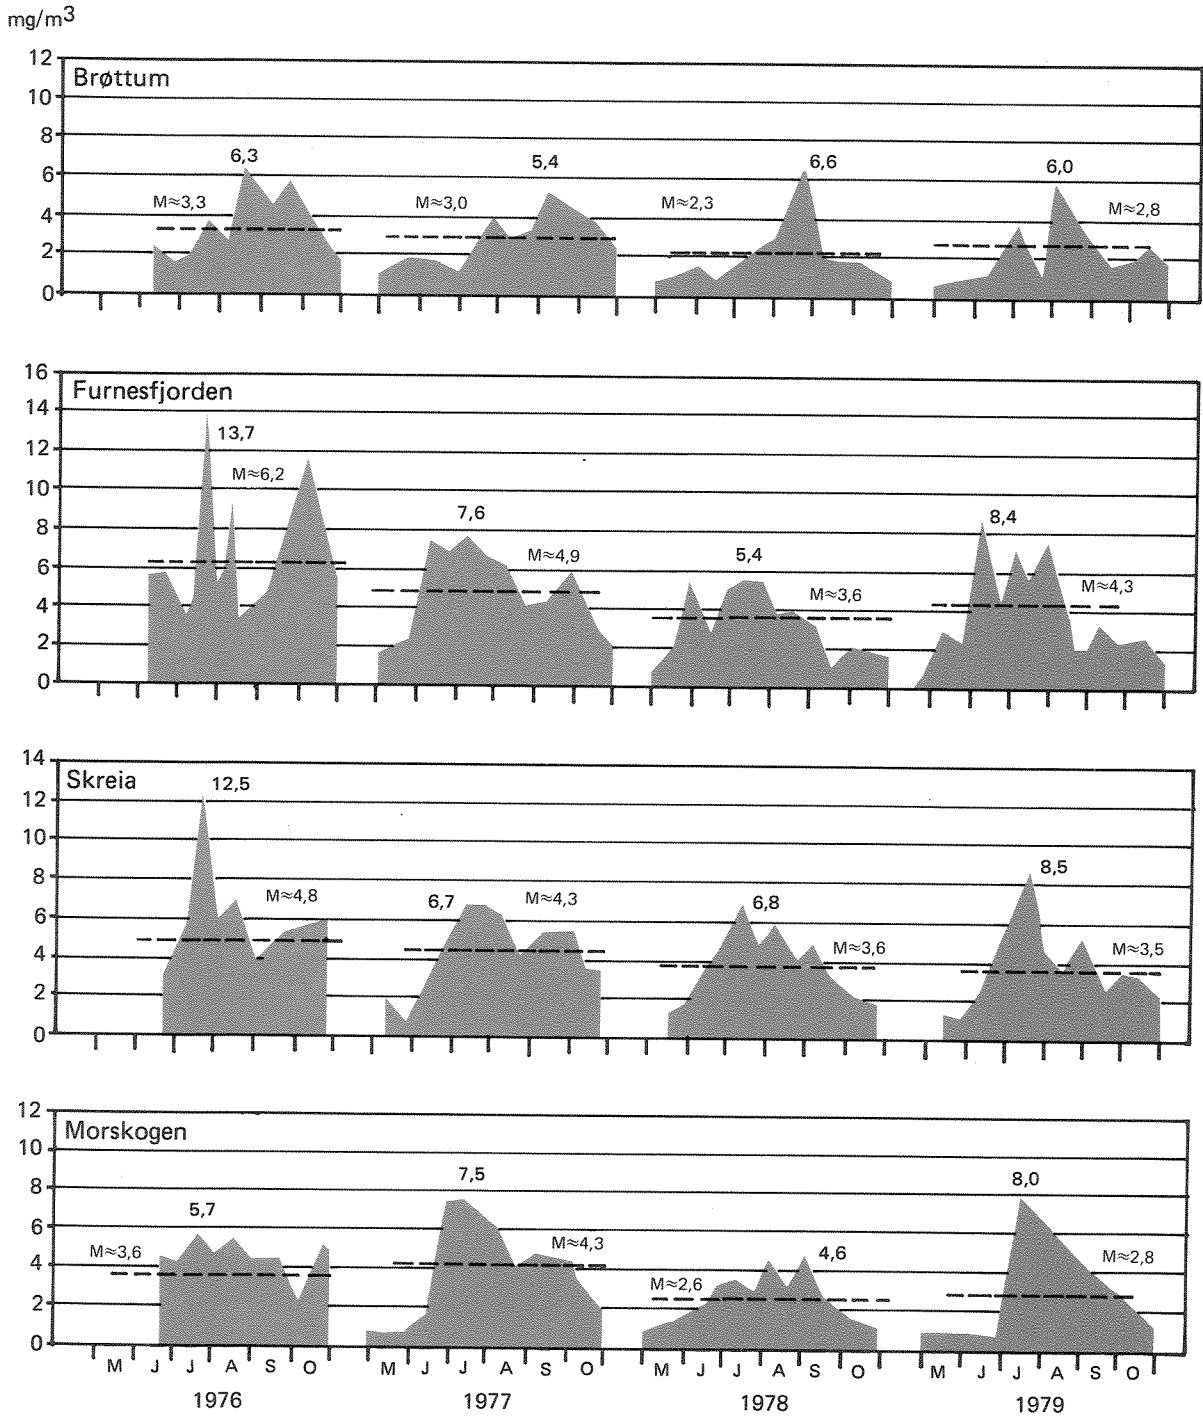 mg/m3
12
Brøttum
10
8
6,3 5,4 6,6 6,0
6
M≈3,3 M≈3,0 M≈2,3 M≈2,8
4
2
0
16
Furnesfjorden
14
13,7
12
M≈6,2
10
7,6 8,4
8
M≈4,9 5,4
6
M≈3,6 M≈4,3
4
2
0
14
Skreia 12,5
12
10
8,5
8
M≈4,8 6,7 M≈4,3 6,8
6
M≈3,6 M≈3,5
4
2
0
12
Morskogen
10
7,5 8,0
8
5,7
6
M≈3,6 M≈4,3 4,6 M≈2,8
4
M≈2,6
2
0
M J J A S O M J J A S O M J J A S O M J J A S O
1976 1977 1978 1979